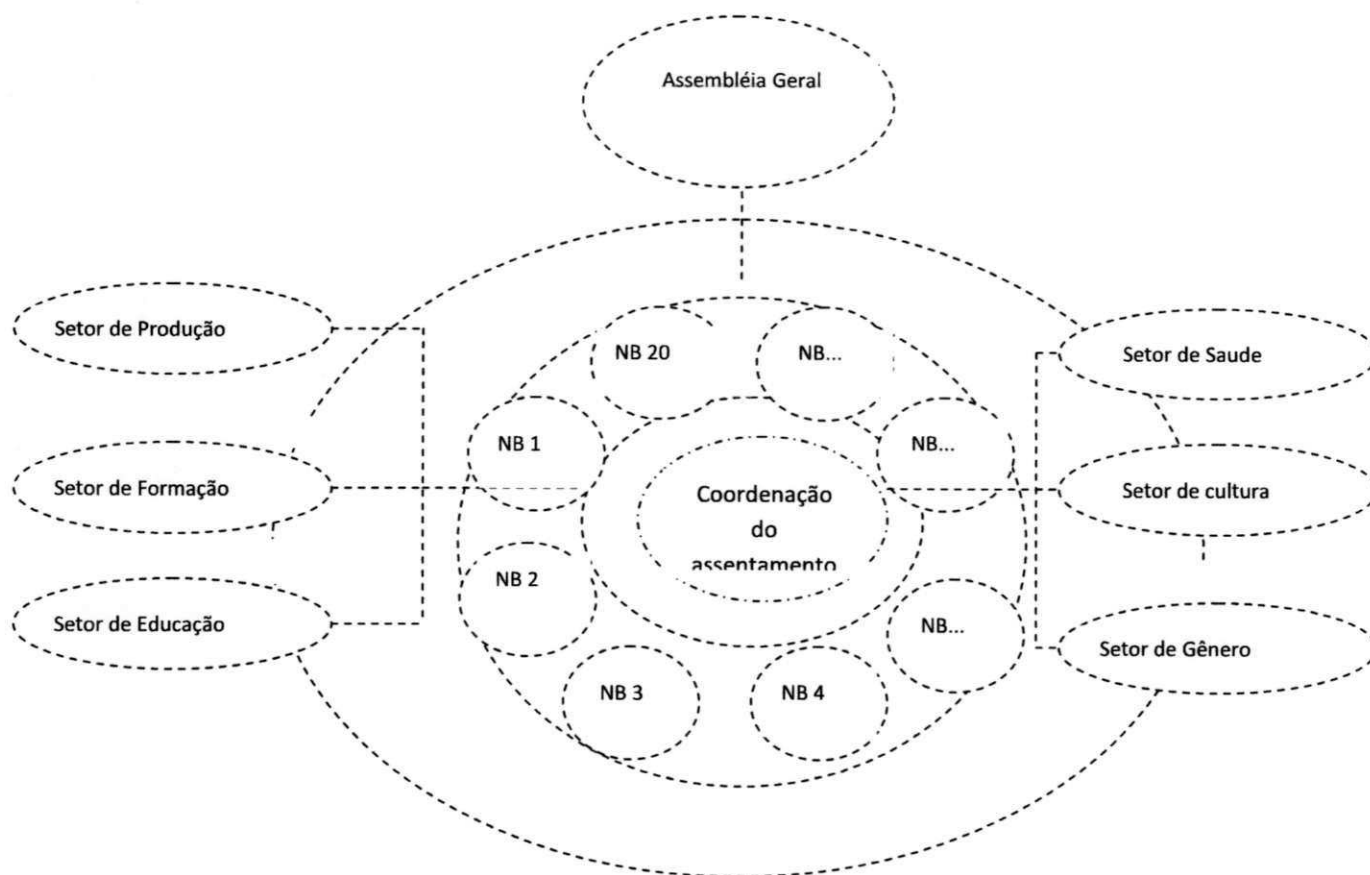 Assembléia Geral
Setor de Produção
Setor de Saude
NB 20
NB...
NB 1
NB...
Setor de Formação
Coordenação
do
assentamento
Setor de cultura
NB 2
NB...
Setor de Educação
Setor de Gênero
NB 3
NB 4